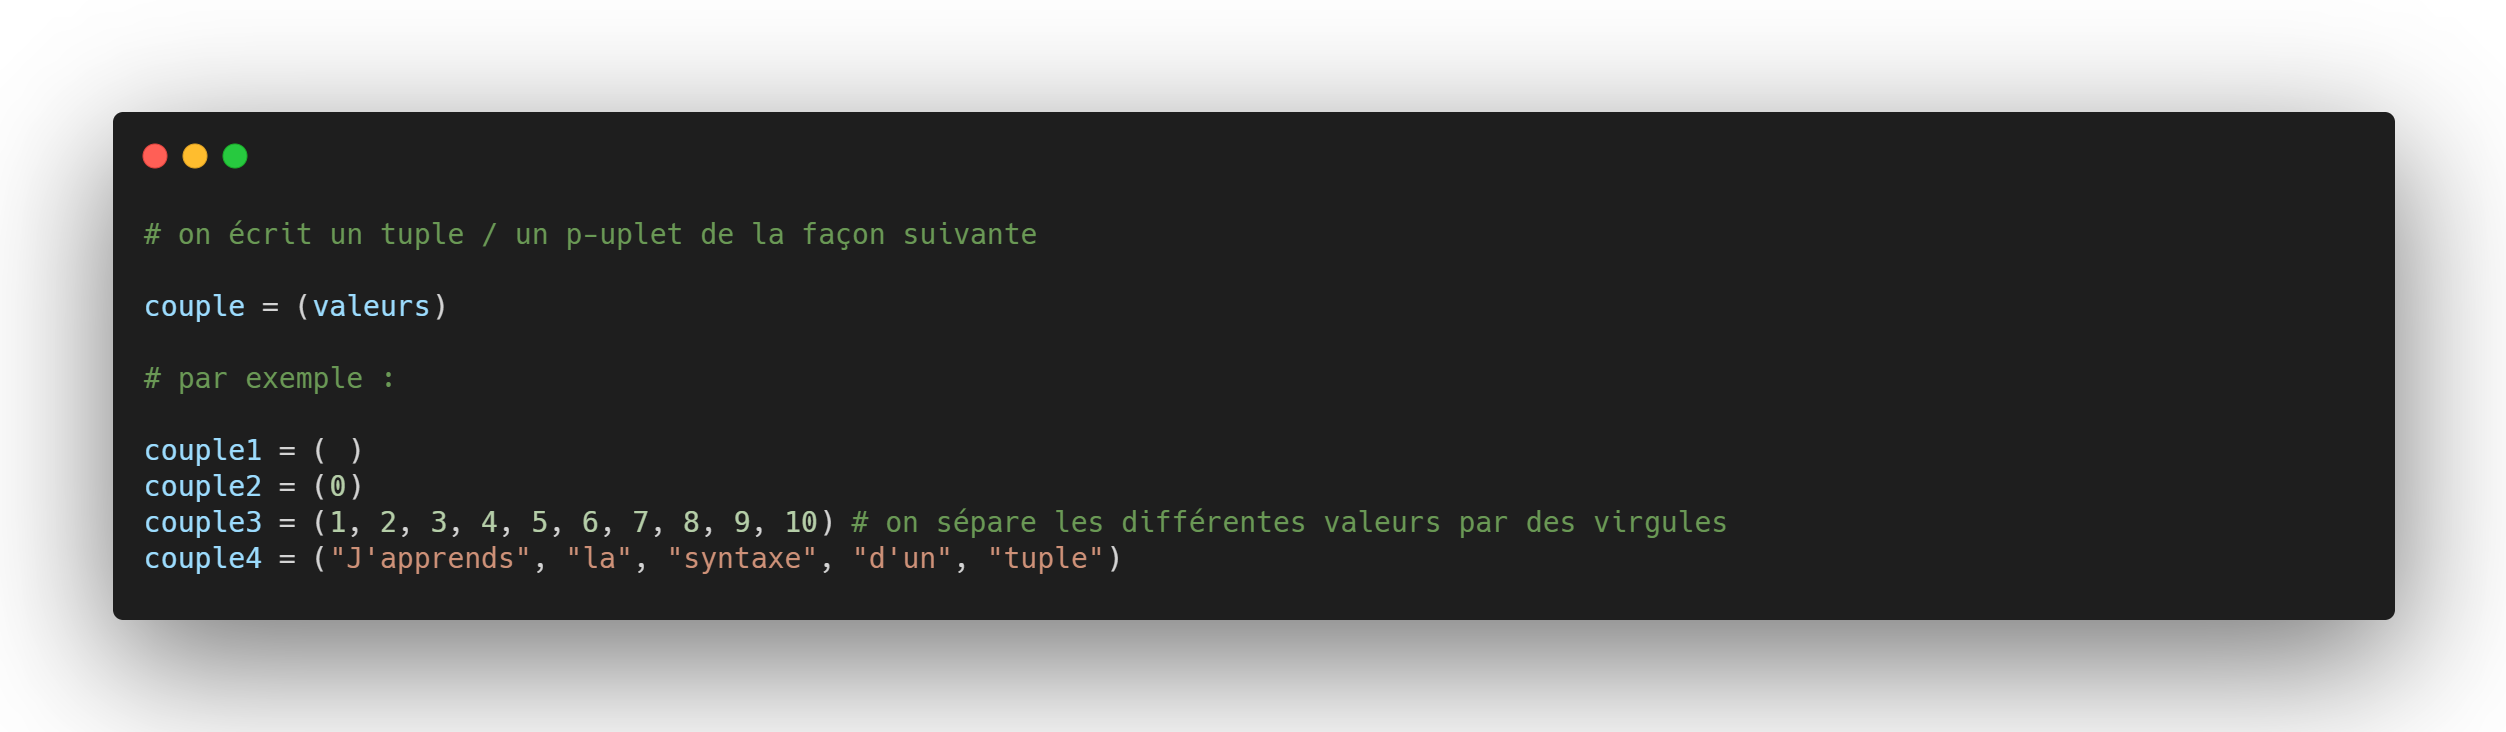 # on écrit un tuple / un p-uplet de la façon suivante
couple = (valeurs)
# par exemple :
couple1 = ( )
couple2 = (0)
couple3 = (1, 2, 3, 4, 5, 6, 7, 8, 9, 10) # on sépare les différentes valeurs par des virgules
couple4 = ("J'apprends", "la", "syntaxe", "d'un", "tuple")